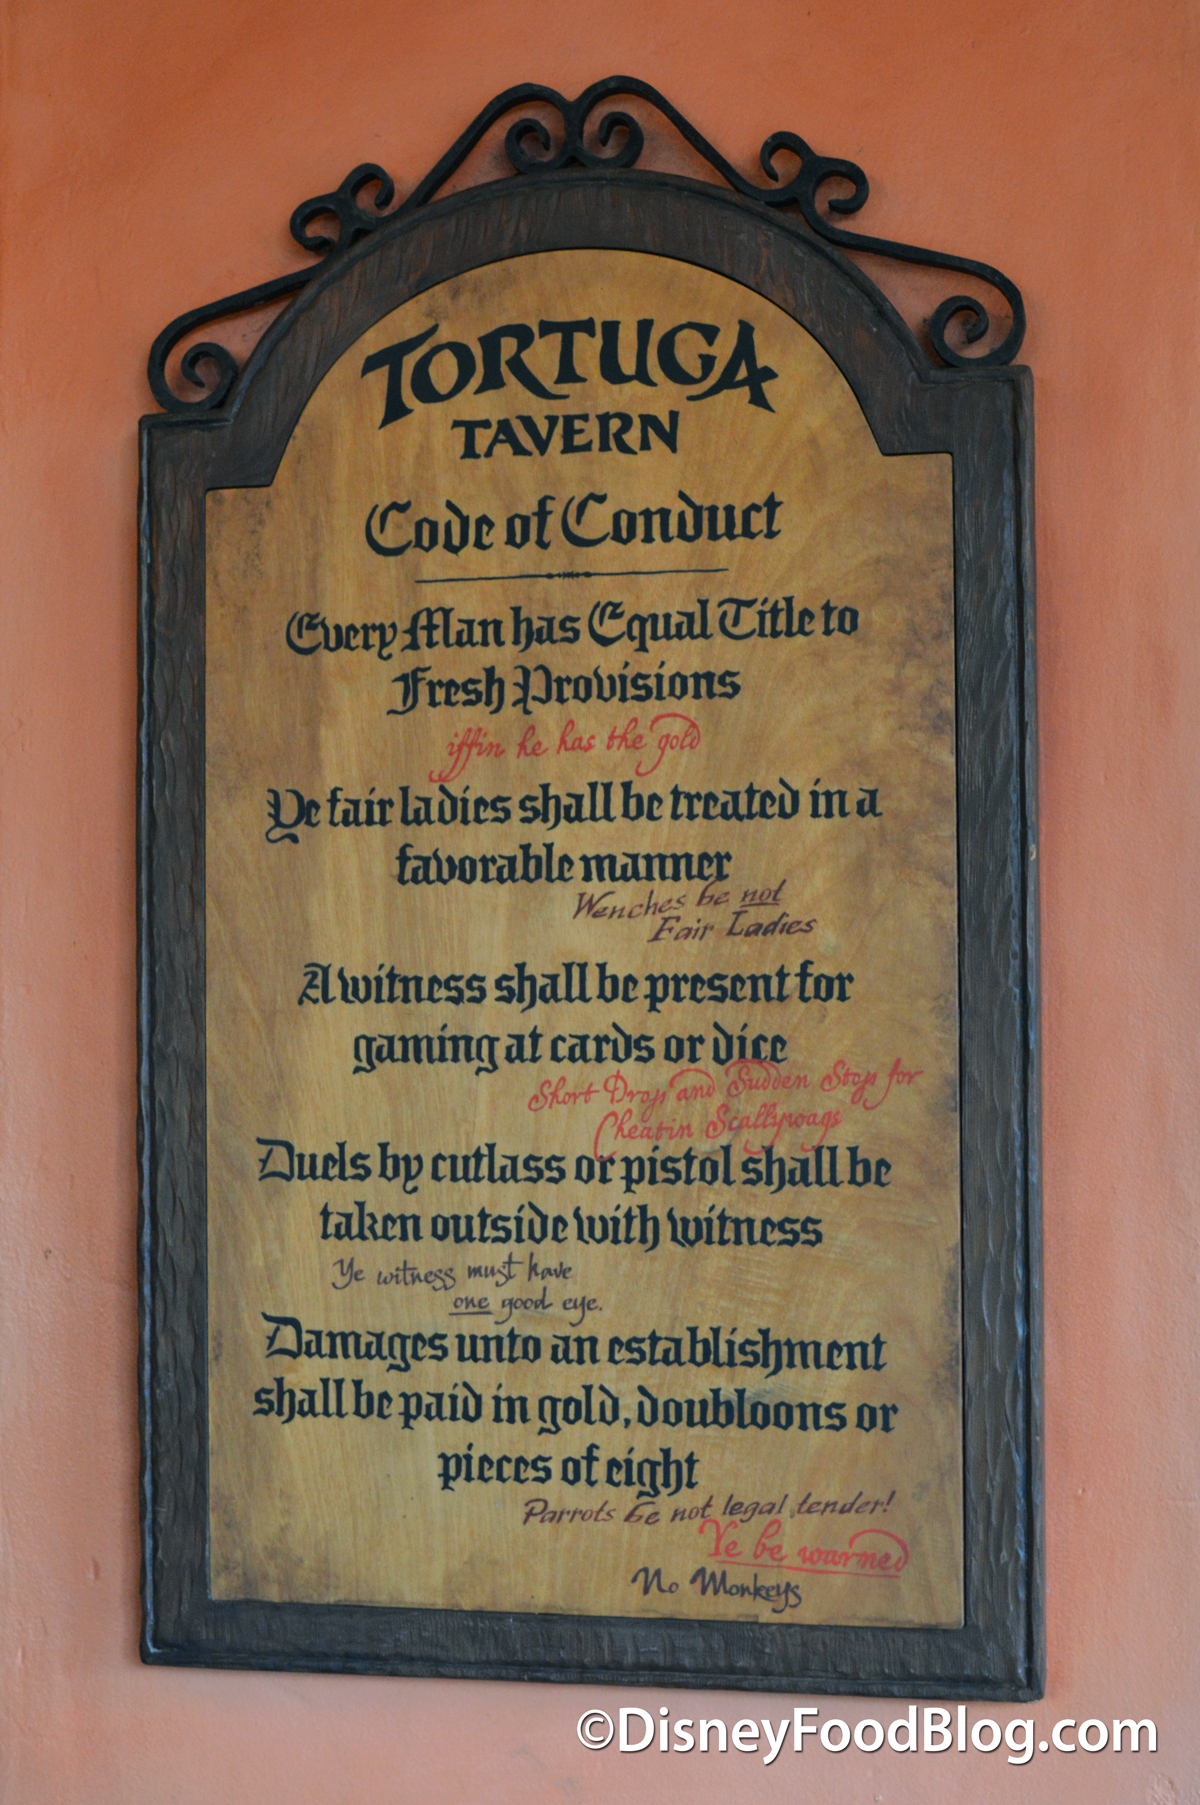 TORTUGA
TAVERN
Code of Conduct
Every Man has Equal Title to
Fresh Provisions
iffin he has the gold
Ye fair ladies shall be treated in a
favorable manner
Wenches be not
Fair Ladies
A witness shall be present for
gaming at cards or dice
Short Drop and Sudden Stop for
Cheatin Scallywags
Duels by cutlass or pistol shall be
taken outside with witness
Ye witness must have
one good eye.
Damages unto an establishment
shall be paid in gold, doubloons or
pieces of eight
Parrots be not legal tender!
Ye be warned
No Monkeys
©DisneyFoodBlog.com